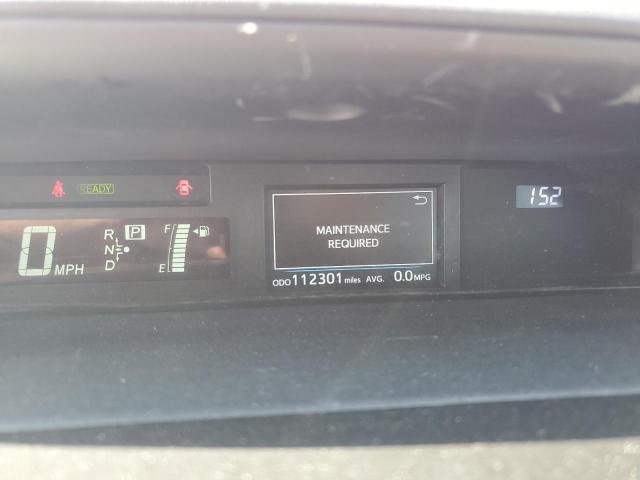 READY
152
MAINTENANCE
REQUIRED
0 MPH
R P
N
D
F
E
ODO 112301 miles AVG. 0.0 MPG